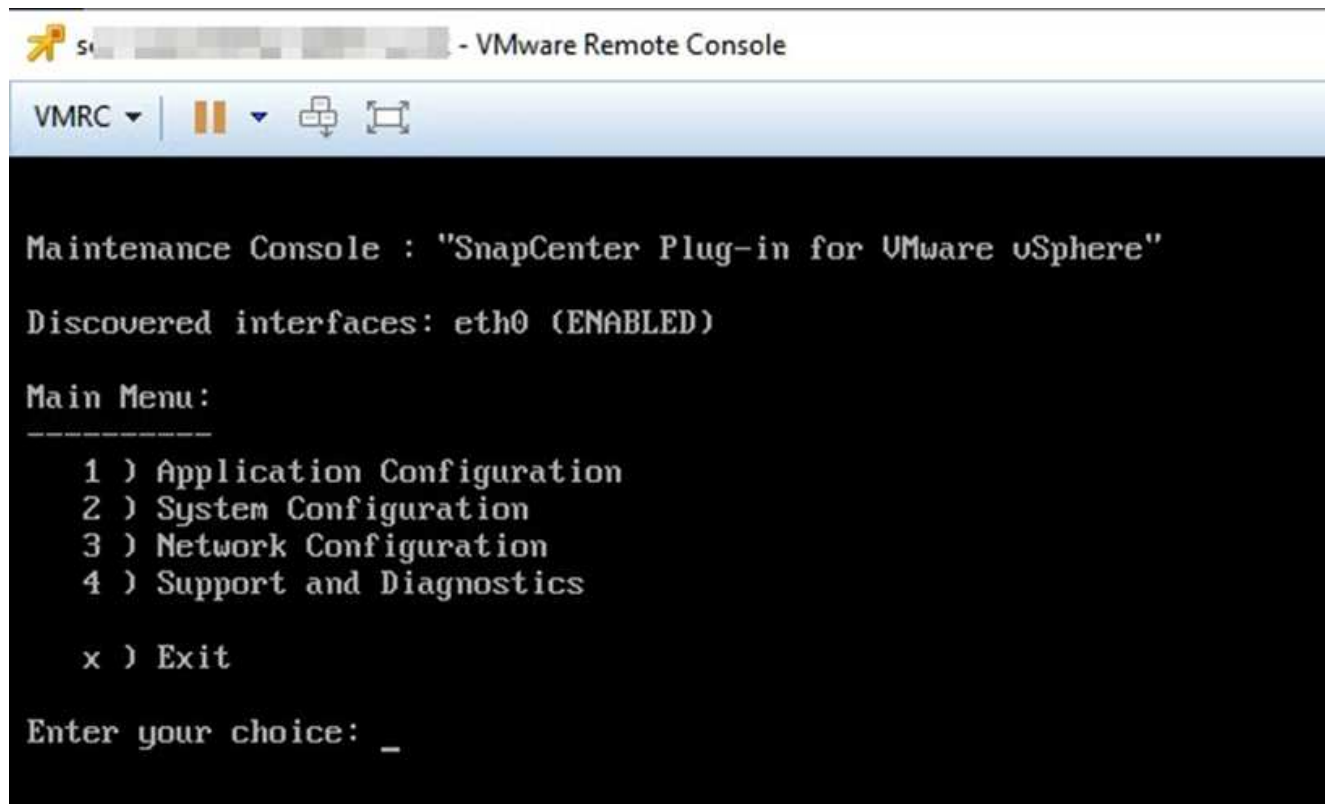 - VMware Remote Console
VMRC
Maintenance Console : "SnapCenter Plug-in for VMware vSphere"
Discovered interfaces: eth0 (ENABLED)
Main Menu:
----------
1 ) Application Configuration
2 ) System Configuration
3 ) Network Configuration
4 ) Support and Diagnostics
x ) Exit
Enter your choice: _